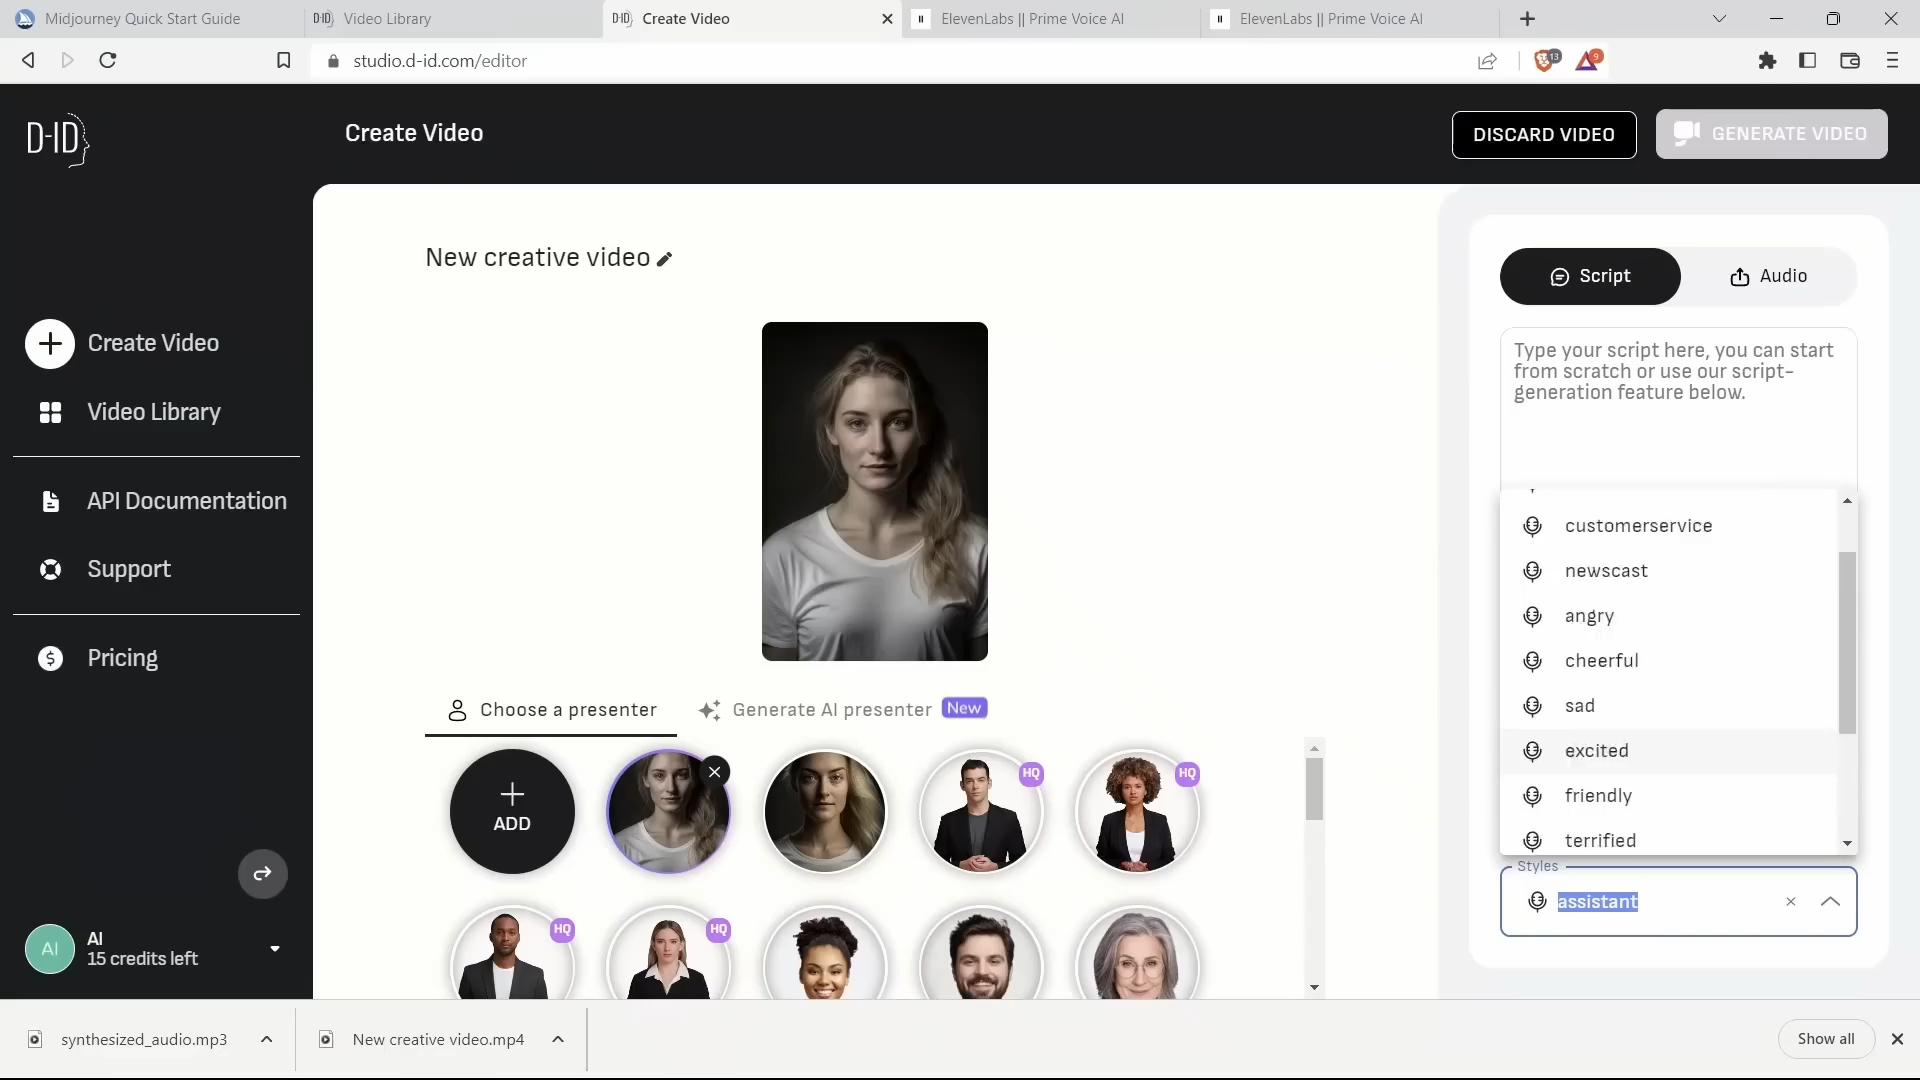 Midjourney Quick Start Guide
D-ID Video Library
D-ID Create Video
ElevenLabs || Prime Voice AI
ElevenLabs || Prime Voice AI
studio.d-id.com/editor
13
9
D-ID
Create Video
DISCARD VIDEO
GENERATE VIDEO
New creative video
Script
Audio
Type your script here, you can start
from scratch or use our script-
generation feature below.
Create Video
Video Library
API Documentation
Support
Pricing
customerservice
newscast
angry
cheerful
sad
excited
friendly
terrified
Styles
assistant
Choose a presenter
Generate AI presenter New
ADD
HQ
HQ
HQ
HQ
AI
AI
15 credits left
synthesized_audio.mp3
New creative video.mp4
Show all